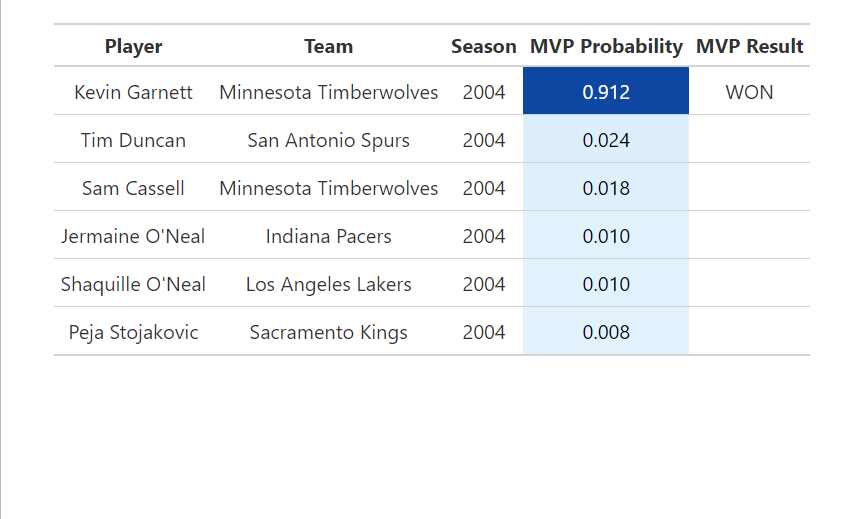 Player Team Season MVP Probability MVP Result
Kevin Garnett Minnesota Timberwolves 2004 0.912 WON
Tim Duncan San Antonio Spurs 2004 0.024
Sam Cassell Minnesota Timberwolves 2004 0.018
Jermaine O'Neal Indiana Pacers 2004 0.010
Shaquille O'Neal Los Angeles Lakers 2004 0.010
Peja Stojakovic Sacramento Kings 2004 0.008